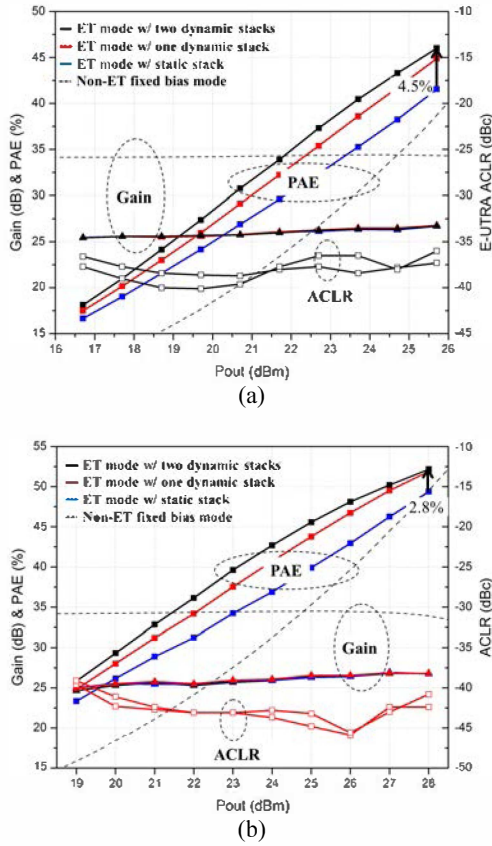 (a)
50
45
40
35
30
25
20
15
Gain (dB) & PAE (%)
ET mode w/ two dynamic stacks
ET mode w/ one dynamic stack
ET mode w/ static stack
Non-ET fixed bias mode
4.5%
Gain
PAE
ACLR
-10
-15
-20
-25
-30
-35
-40
-45
E-UTRA ACLR (dBc)
16 17 18 19 20 21 22 23 24 25 26
Pout (dBm)
(a)
55
50
45
40
35
30
25
20
15
Gain (dB) & PAE (%)
ET mode w/ two dynamic stacks
ET mode w/ one dynamic stack
ET mode w/ static stack
Non-ET fixed bias mode
2.8%
PAE
Gain
ACLR
-10
-15
-20
-25
-30
-35
-40
-45
-50
ACLR (dBc)
19 20 21 22 23 24 25 26 27 28
Pout (dBm)
(b)